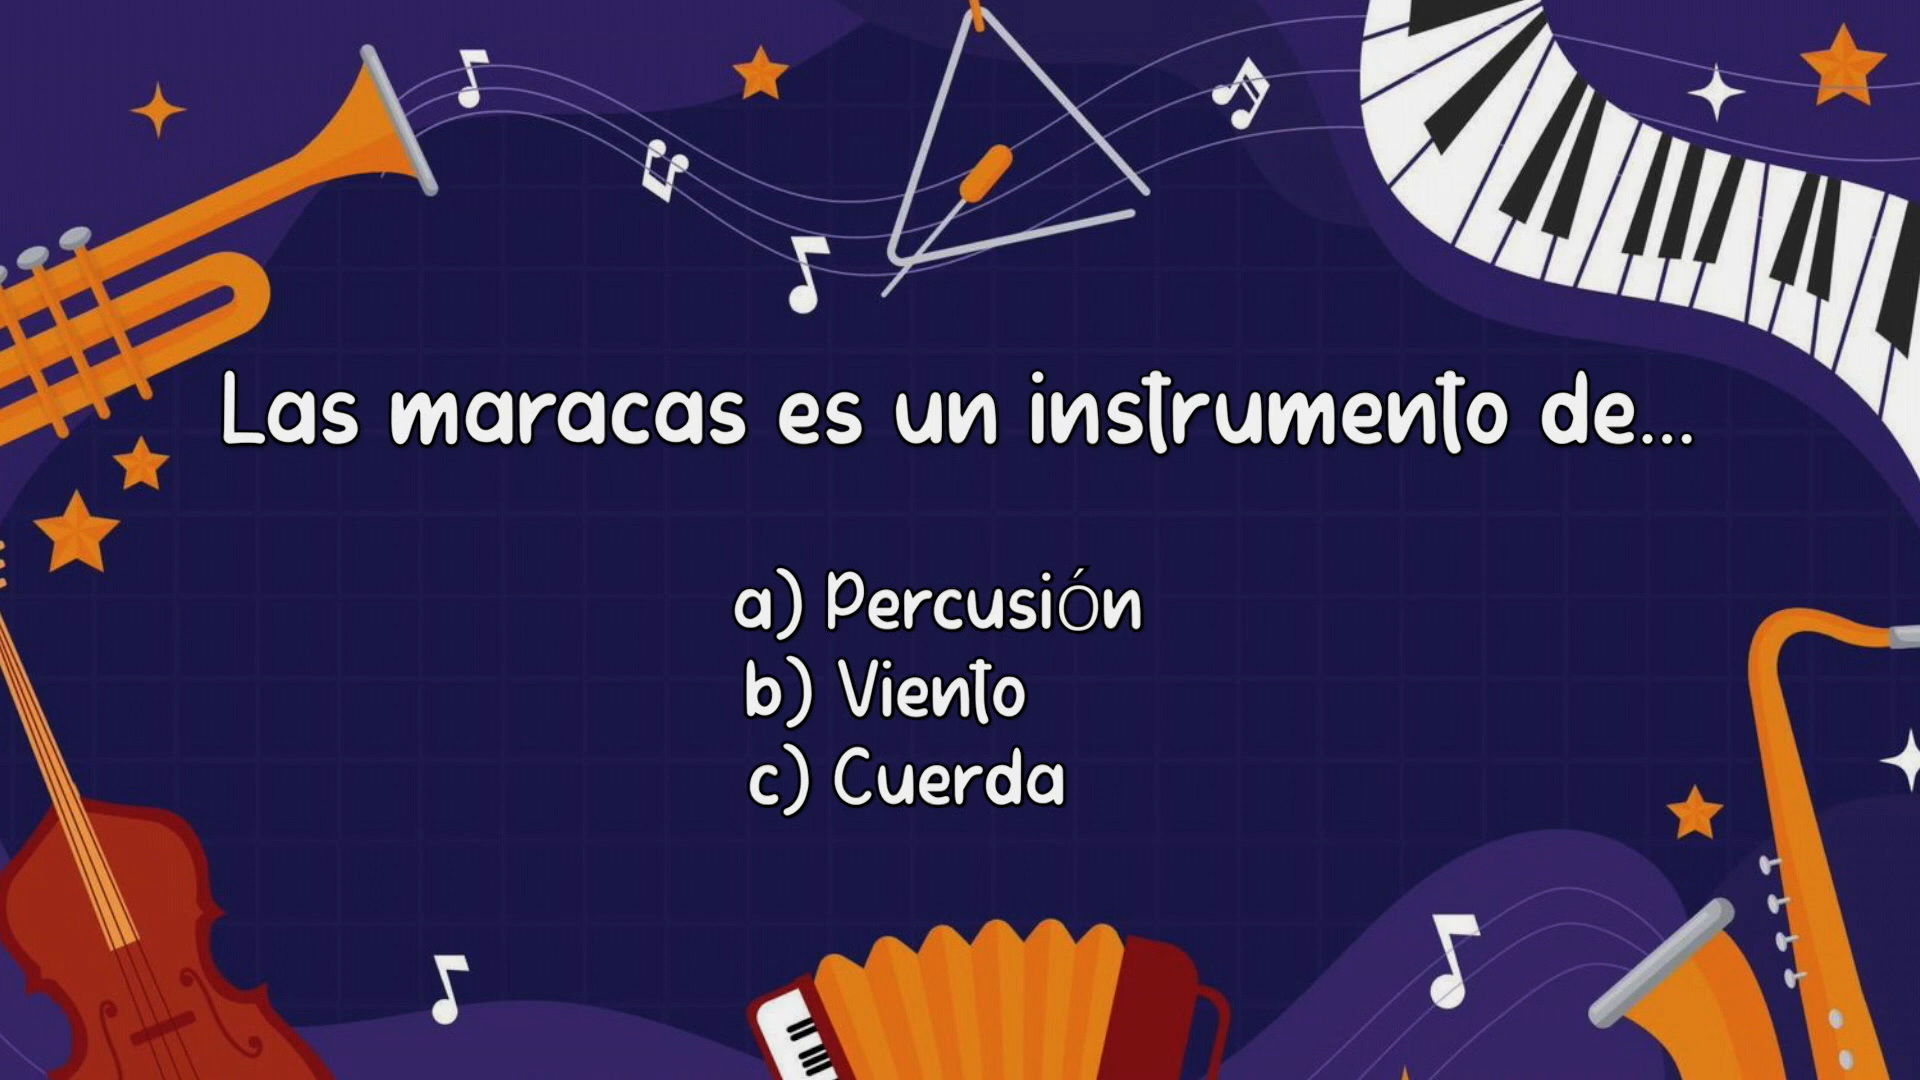 Las maracas es un instrumento de...
a) Percusión
b) Viento
c) Cuerda